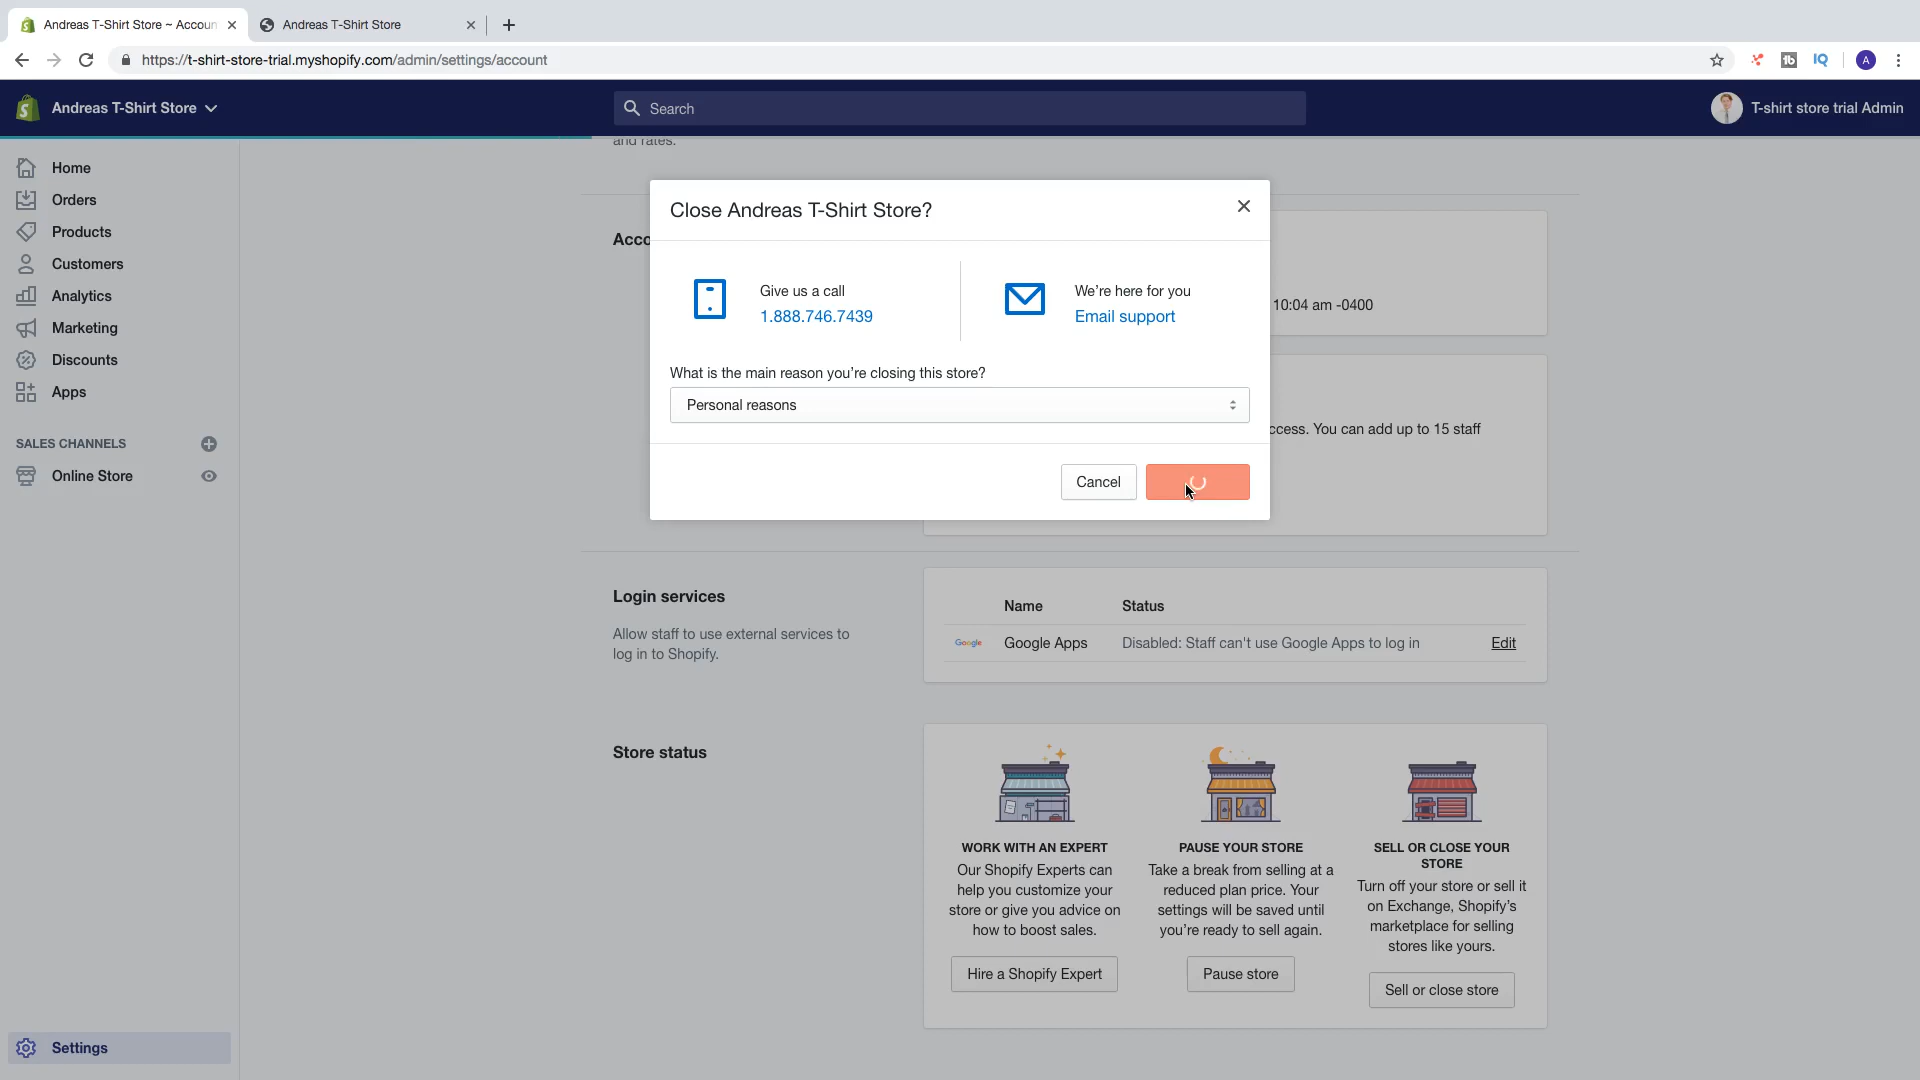 Andreas T-Shirt Store ~ Accoun
Andreas T-Shirt Store
https://t-shirt-store-trial.myshopify.com/admin/settings/account
A
Andreas T-Shirt Store
Search
T-shirt store trial Admin
Home
Orders
Products
Customers
Analytics
Marketing
Discounts
Apps
SALES CHANNELS
Online Store
Settings
and rates.
Acco
10:04 am -0400
ccess. You can add up to 15 staff
Close Andreas T-Shirt Store?
Give us a call
1.888.746.7439
We're here for you
Email support
What is the main reason you're closing this store?
Personal reasons
Cancel
Login services
Allow staff to use external services to
log in to Shopify.
Name
Status
Google
Google Apps
Disabled: Staff can't use Google Apps to log in
Edit
Store status
WORK WITH AN EXPERT
Our Shopify Experts can
help you customize your
store or give you advice on
how to boost sales.
Hire a Shopify Expert
PAUSE YOUR STORE
Take a break from selling at a
reduced plan price. Your
settings will be saved until
you're ready to sell again.
Pause store
SELL OR CLOSE YOUR
STORE
Turn off your store or sell it
on Exchange, Shopify's
marketplace for selling
stores like yours.
Sell or close store